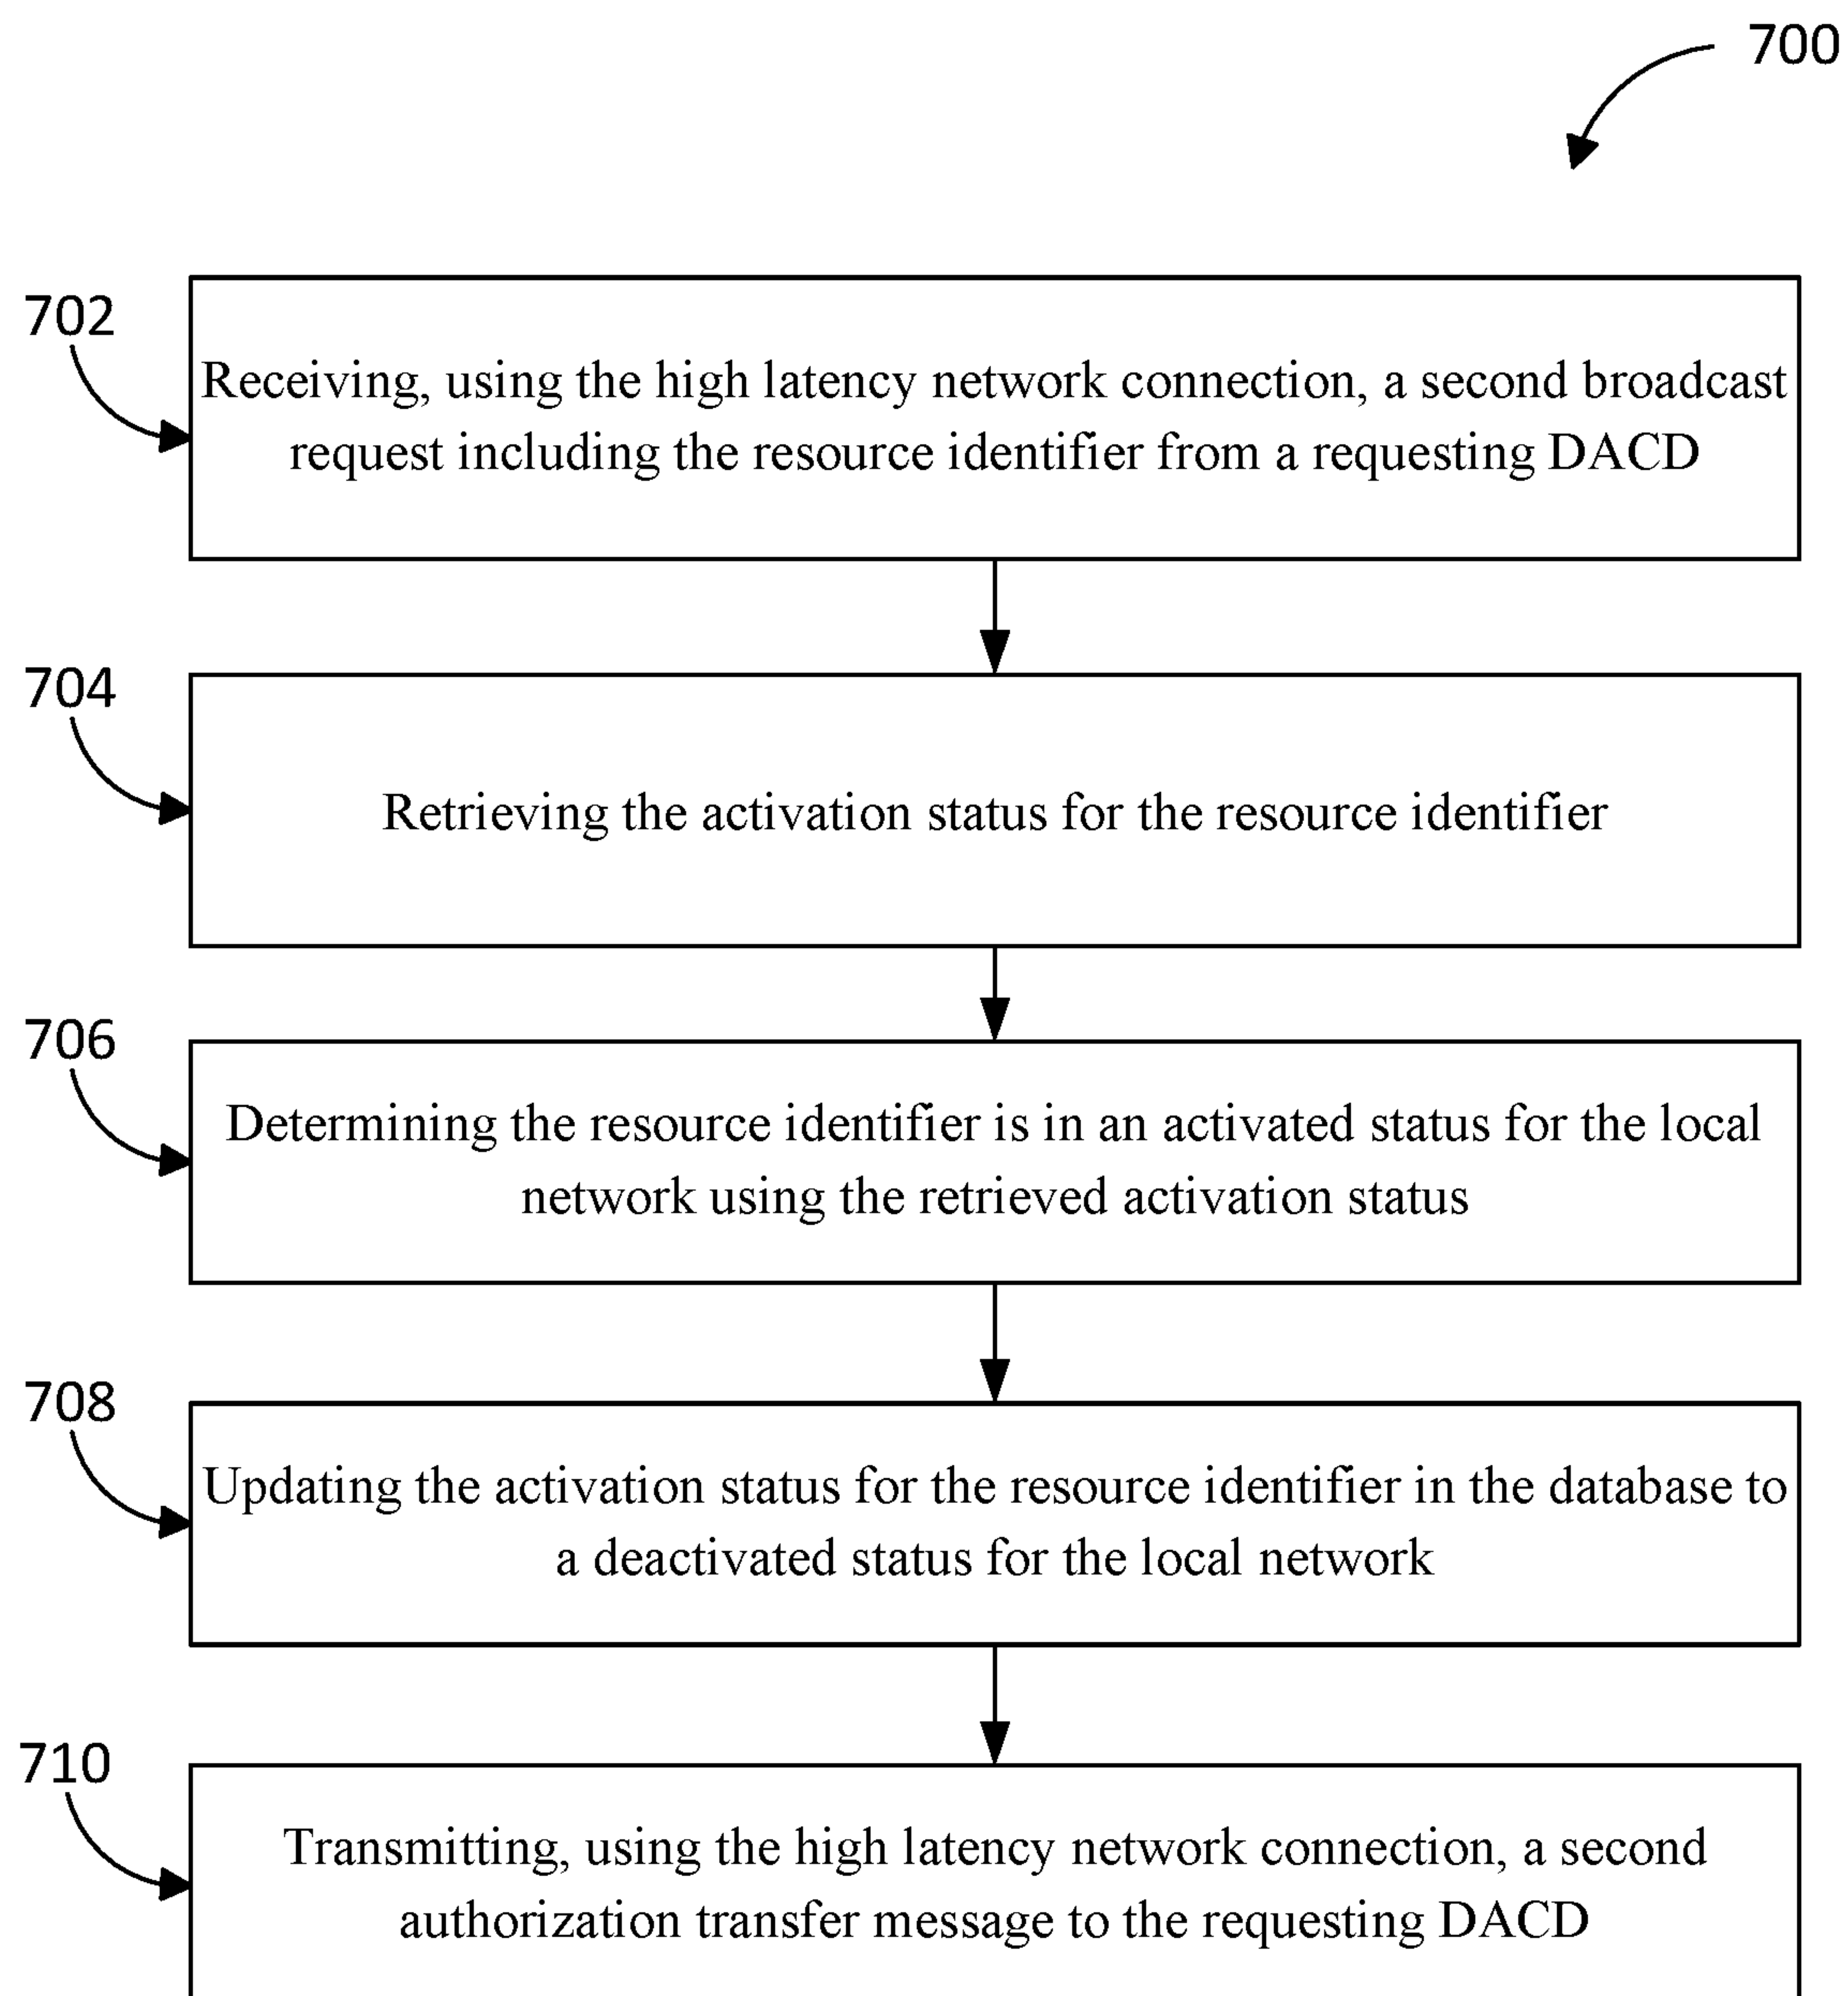 700
702
Receiving, using the high latency network connection, a second broadcast
request including the resource identifier from a requesting DACD
704
Retrieving the activation status for the resource identifier
706
Determining the resource identifier is in an activated status for the local
network using the retrieved activation status
708
Updating the activation status for the resource identifier in the database to
a deactivated status for the local network
710
Transmitting, using the high latency network connection, a second
authorization transfer message to the requesting DACD